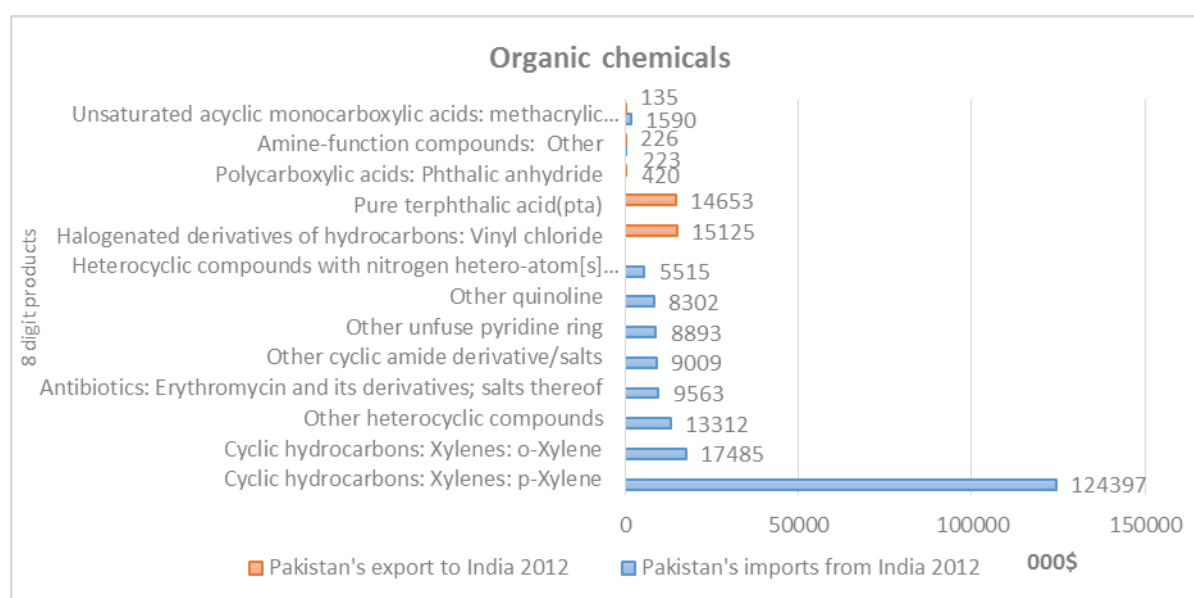 Organic chemicals
135
Unsaturated acyclic monocarboxylic acids: methacrylic...
1590
226
Amine-function compounds: Other
223
Polycarboxylic acids: Phthalic anhydride
420
Pure terphthalic acid(pta)
14653
Halogenated derivatives of hydrocarbons: Vinyl chloride
15125
Heterocyclic compounds with nitrogen hetero-atom[s]...
5515
Other quinoline
8302
Other unfuse pyridine ring
8893
Other cyclic amide derivative/salts
9009
Antibiotics: Erythromycin and its derivatives; salts thereof
9563
Other heterocyclic compounds
13312
Cyclic hydrocarbons: Xylenes: o-Xylene
17485
Cyclic hydrocarbons: Xylenes: p-Xylene
124397
8 digit products
0 50000 100000 150000
000$
Pakistan's export to India 2012
Pakistan's imports from India 2012